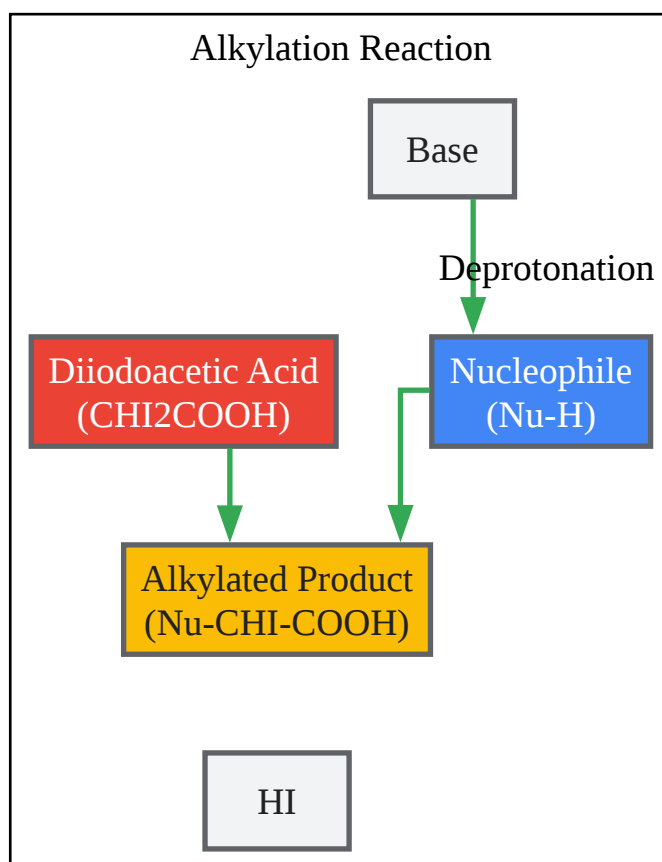 Alkylation Reaction
Base
Deprotonation
Diiodoacetic Acid
(CHI2COOH)
Nucleophile
(Nu-H)
Alkylated Product
(Nu-CHI-COOH)
HI